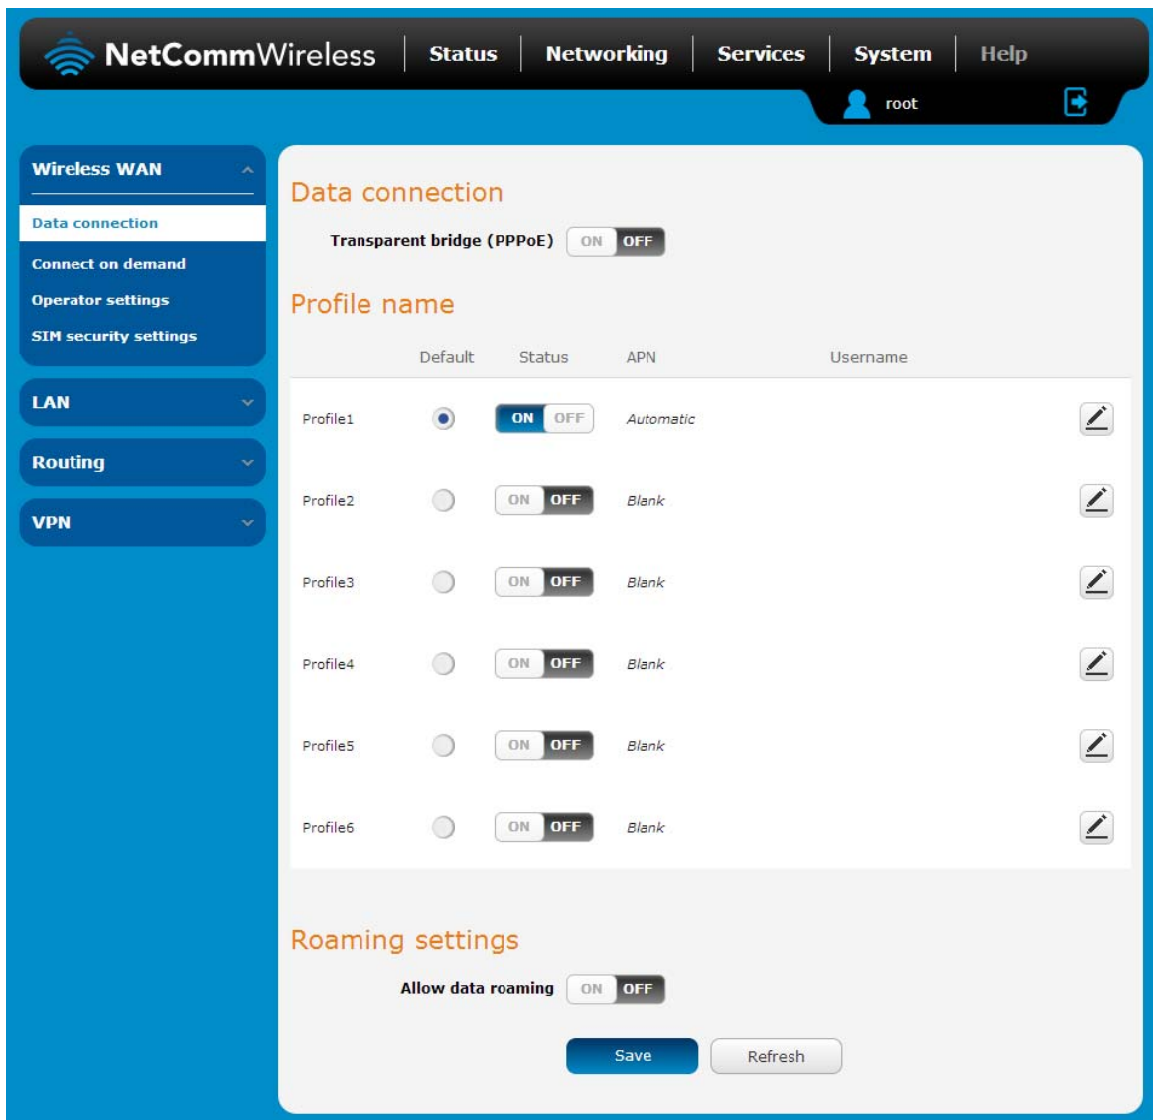 NetCommWireless Status Networking Services System Help
root
Wireless WAN
Data connection
Connect on demand
Operator settings
SIM security settings
LAN
Routing
VPN
Data connection
Transparent bridge (PPPoE) ON OFF
Profile name
Default Status APN Username
Profile1 ON OFF Automatic
Profile2 ON OFF Blank
Profile3 ON OFF Blank
Profile4 ON OFF Blank
Profile5 ON OFF Blank
Profile6 ON OFF Blank
Roaming settings
Allow data roaming ON OFF
Save Refresh